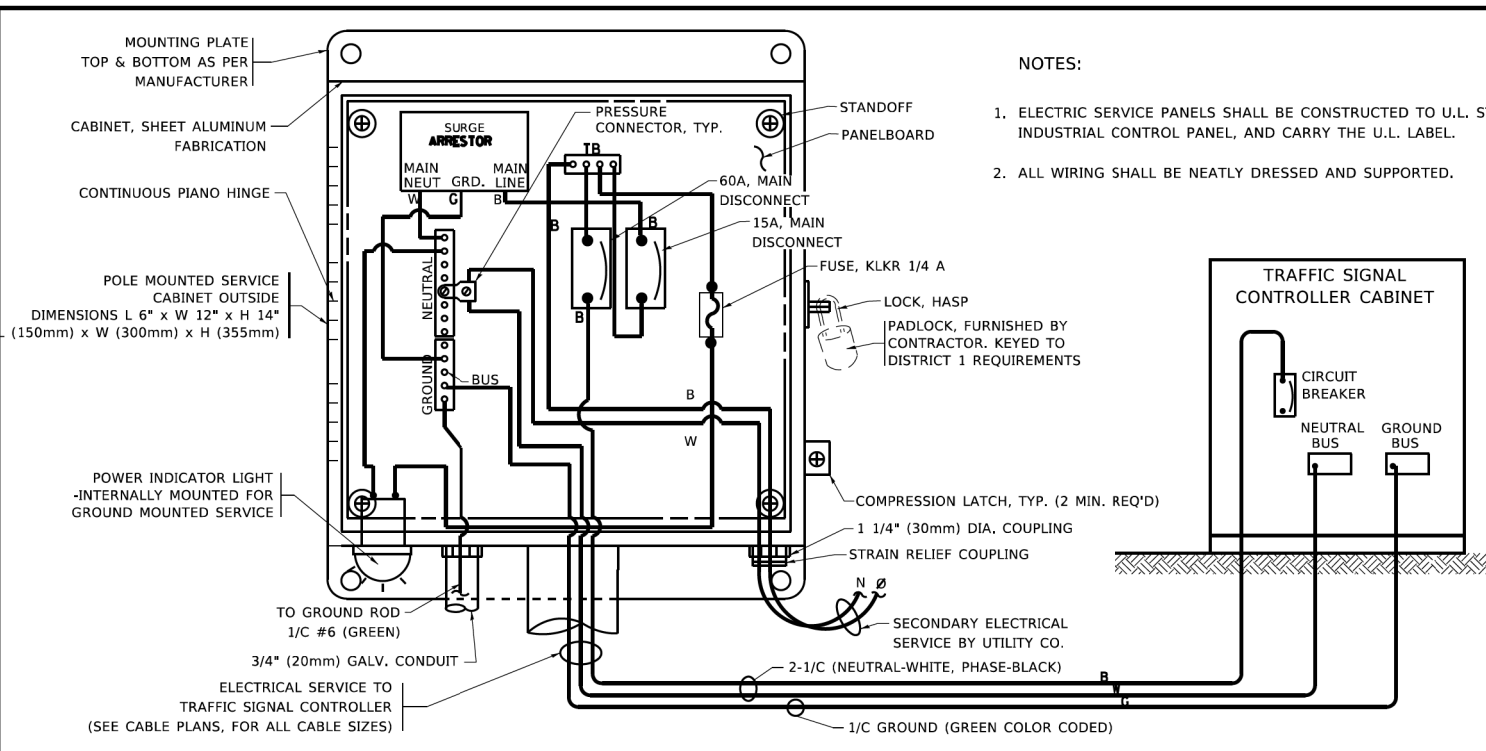 MOUNTING PLATE
TOP & BOTTOM AS PER
MANUFACTURER
CABINET, SHEET ALUMINUM
FABRICATION
CONTINUOUS PIANO HINGE
POLE MOUNTED SERVICE
CABINET OUTSIDE
DIMENSIONS L 6" x W 12" x H 14"
L (150mm) x W (300mm) x H (355mm)
POWER INDICATOR LIGHT
-INTERNALLY MOUNTED FOR
GROUND MOUNTED SERVICE
TO GROUND ROD
1/C #6 (GREEN)
3/4" (20mm) GALV. CONDUIT
ELECTRICAL SERVICE TO
TRAFFIC SIGNAL CONTROLLER
(SEE CABLE PLANS, FOR ALL CABLE SIZES)
SURGE
ARRESTOR
MAIN
NEUT
GRD.
MAIN
LINE
W
G
B
PRESSURE
CONNECTOR, TYP.
TB
B
B
B
NEUTRAL
GROUND
BUS
B
W
STANDOFF
PANELBOARD
60A, MAIN
DISCONNECT
15A, MAIN
DISCONNECT
FUSE, KLKR 1/4 A
LOCK, HASP
PADLOCK, FURNISHED BY
CONTRACTOR. KEYED TO
DISTRICT 1 REQUIREMENTS
COMPRESSION LATCH, TYP. (2 MIN. REQ'D)
1 1/4" (30mm) DIA. COUPLING
STRAIN RELIEF COUPLING
N Ø
SECONDARY ELECTRICAL
SERVICE BY UTILITY CO.
2-1/C (NEUTRAL-WHITE, PHASE-BLACK)
B
W
G
1/C GROUND (GREEN COLOR CODED)
NOTES:
1. ELECTRIC SERVICE PANELS SHALL BE CONSTRUCTED TO U.L.
INDUSTRIAL CONTROL PANEL, AND CARRY THE U.L. LABEL.
2. ALL WIRING SHALL BE NEATLY DRESSED AND SUPPORTED.
TRAFFIC SIGNAL
CONTROLLER CABINET
CIRCUIT
BREAKER
NEUTRAL
BUS
GROUND
BUS